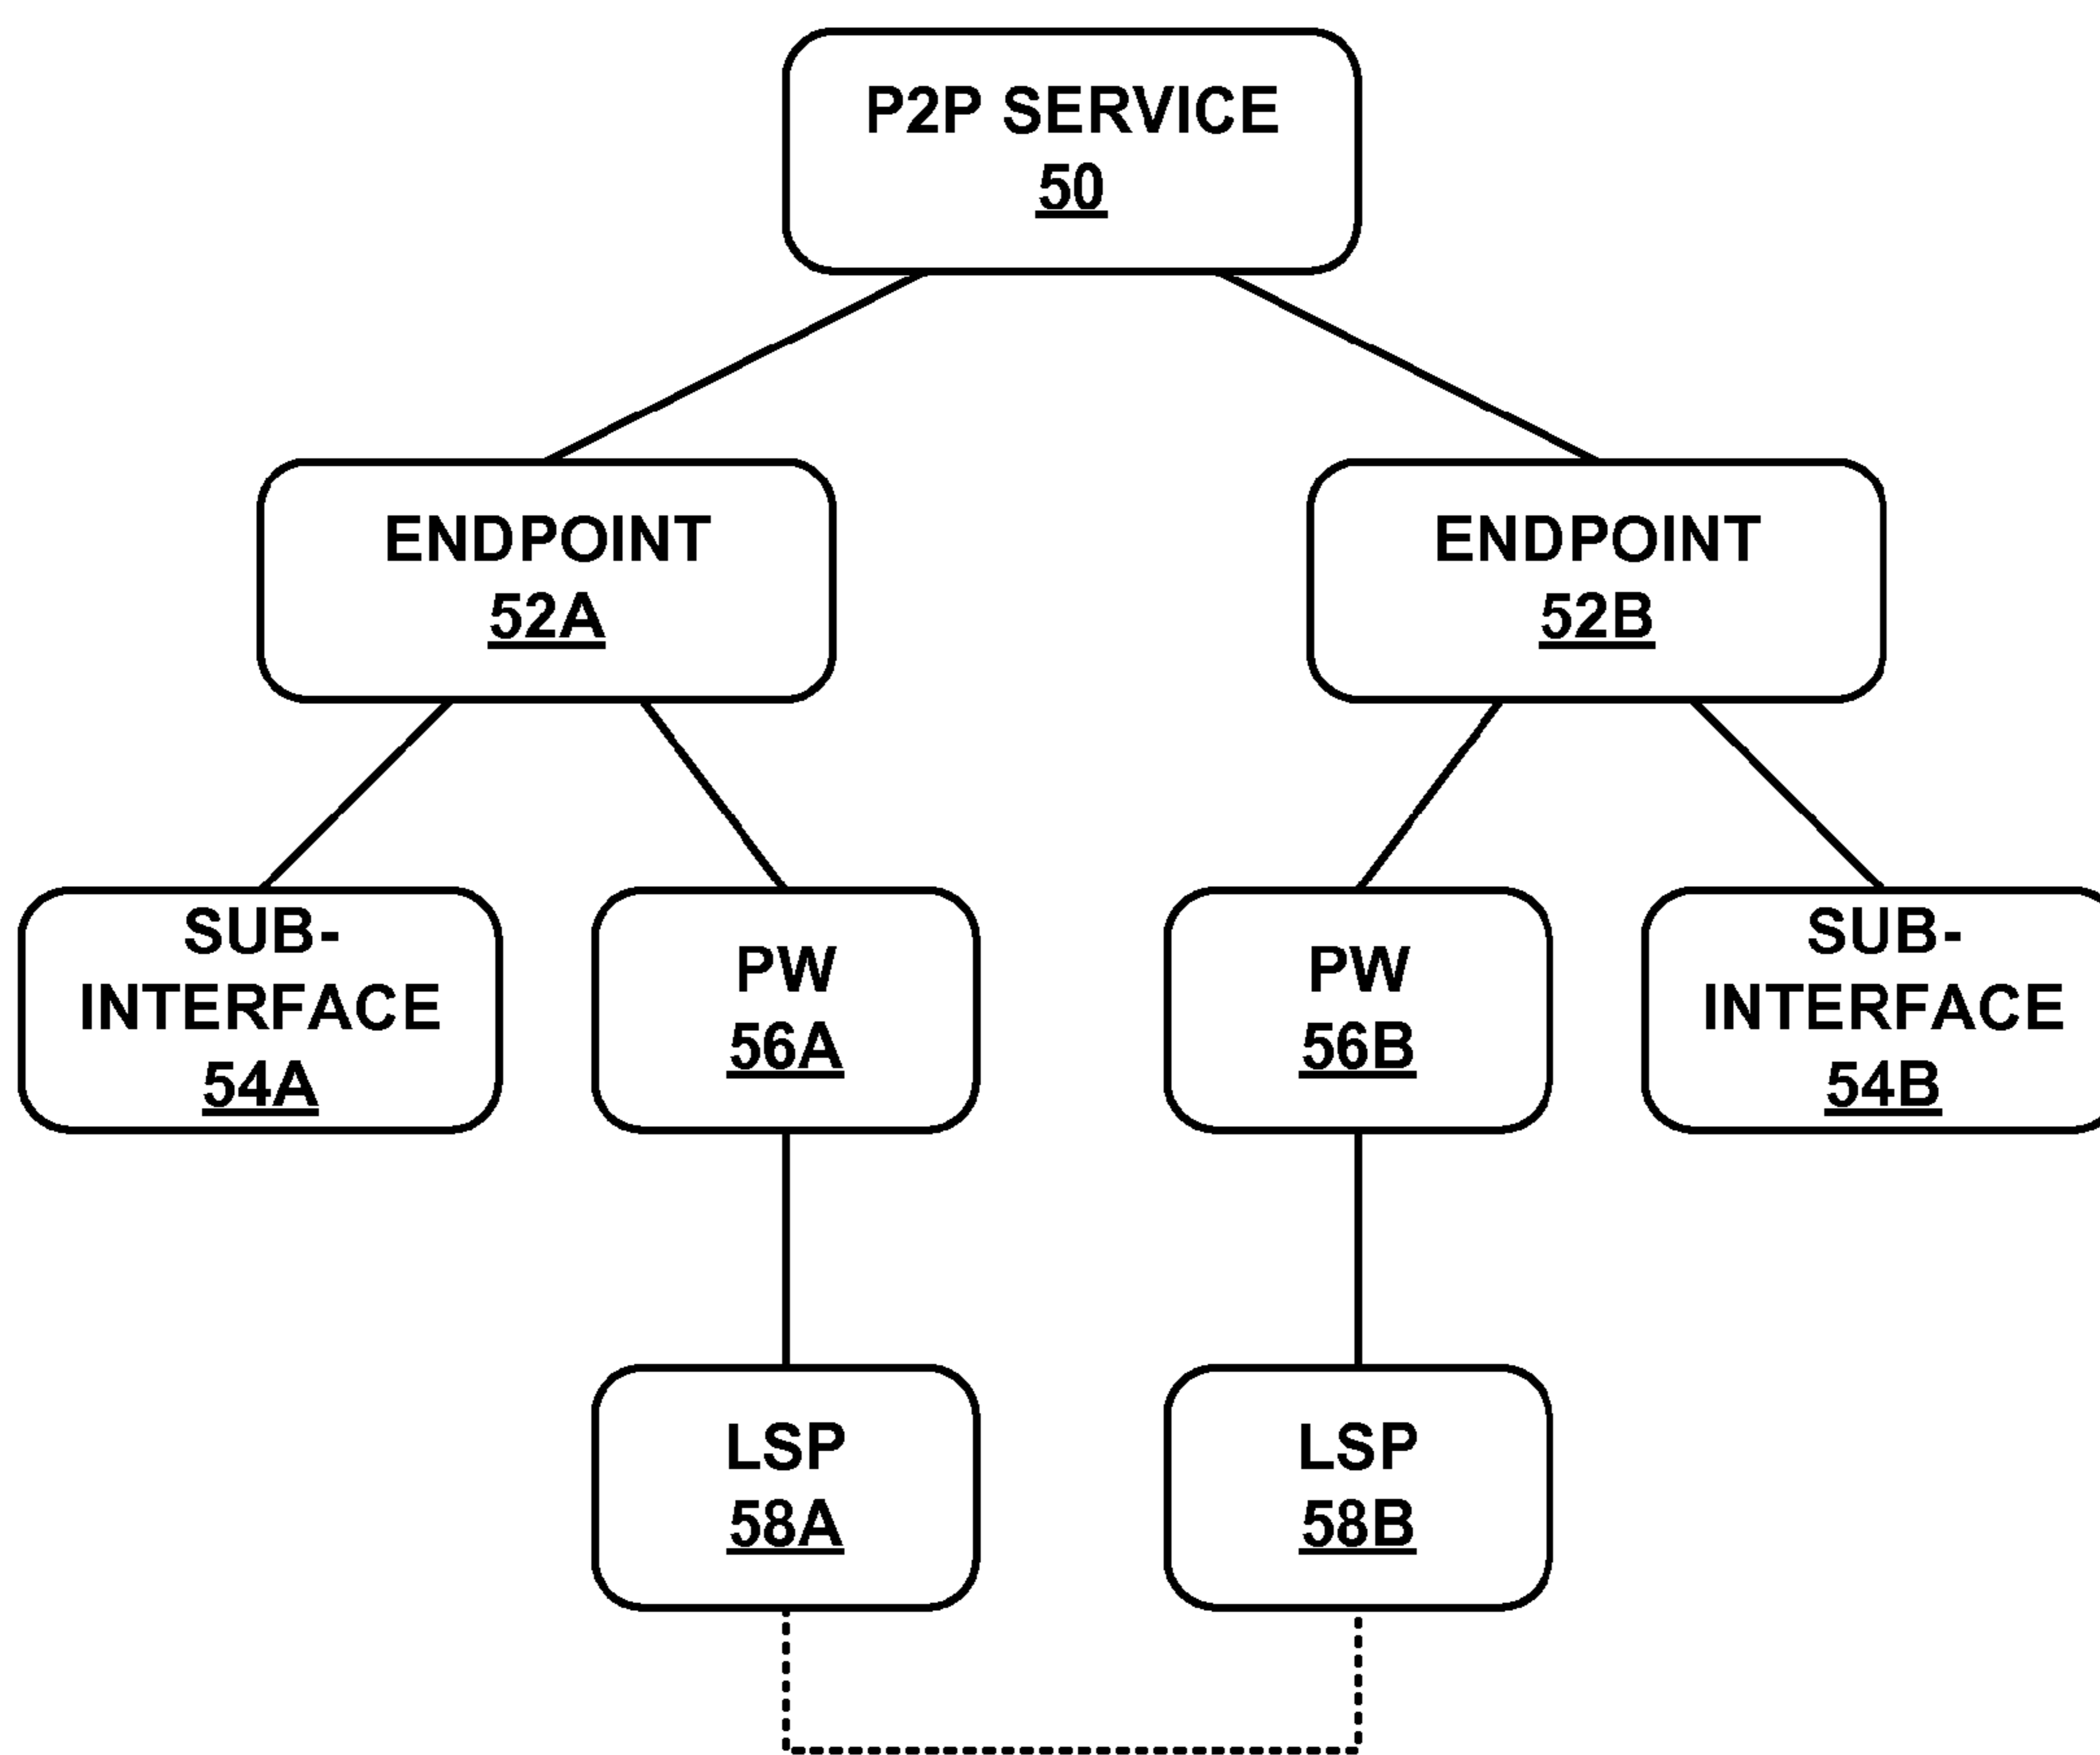 P2P SERVICE
50
ENDPOINT
52A
ENDPOINT
52B
SUB-
INTERFACE
54A
PW
56A
PW
56B
SUB-
INTERFACE
54B
LSP
58A
LSP
58B